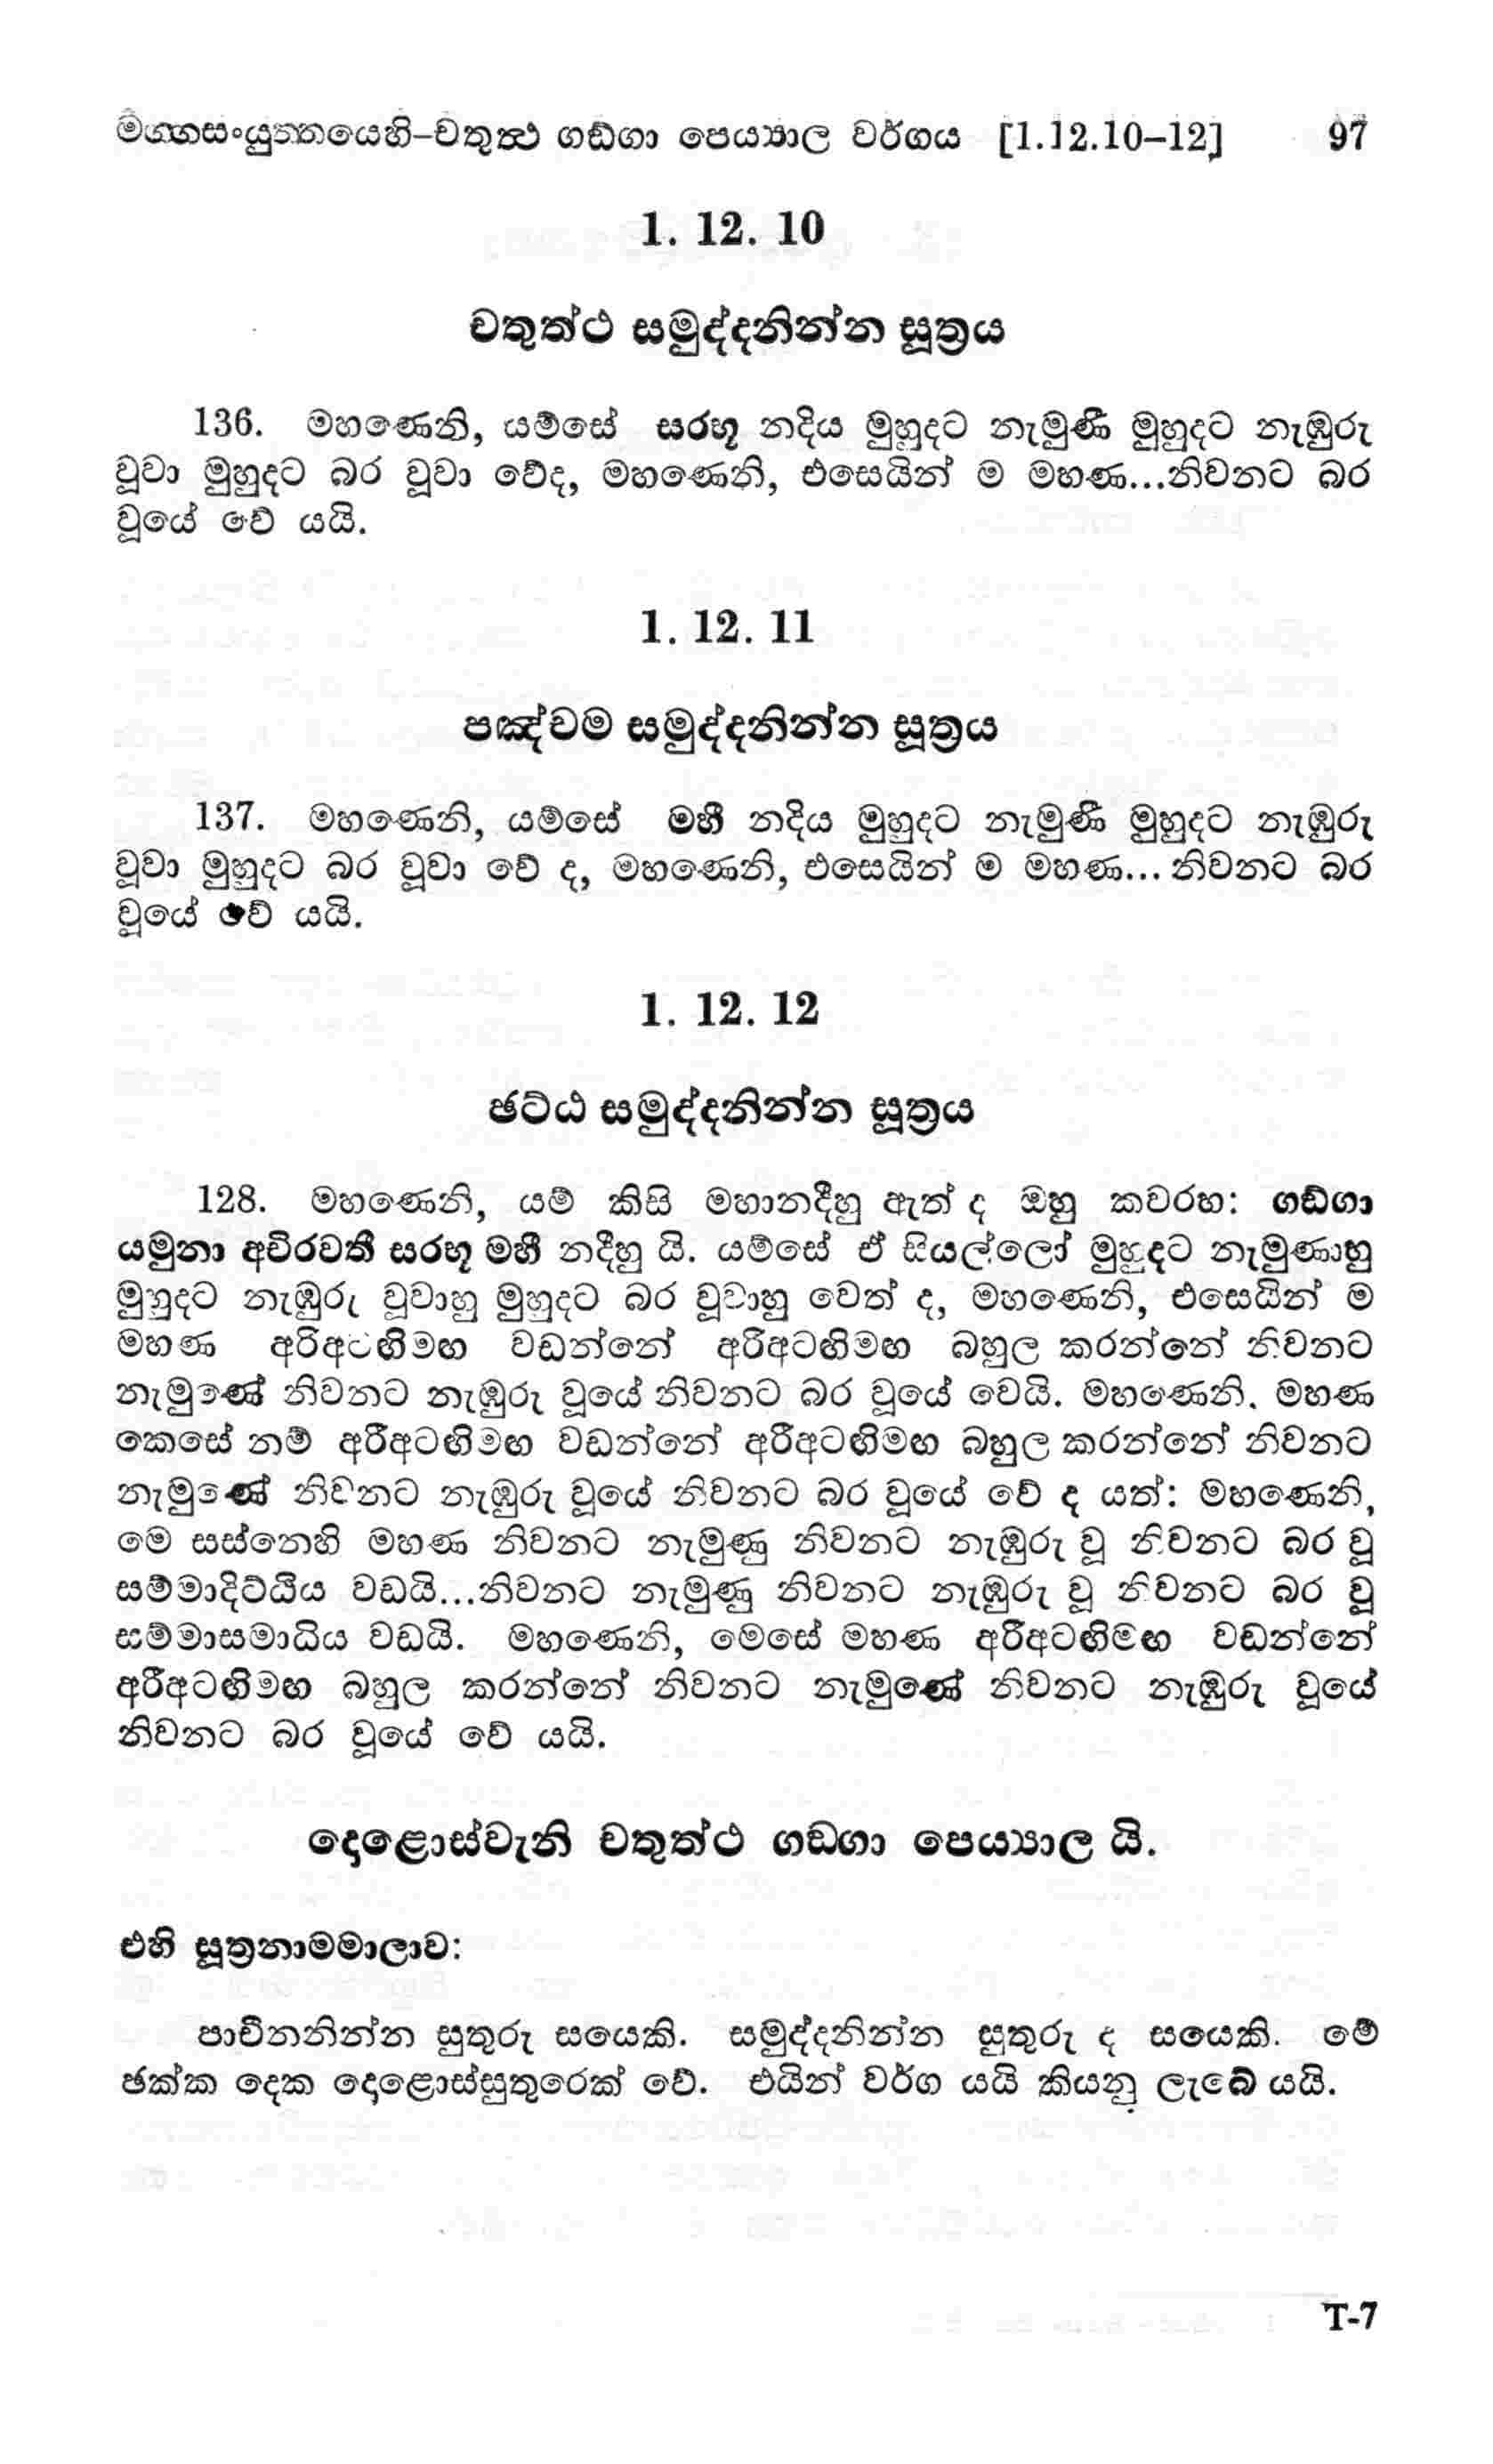 මග්ගසංයුත්තයෙහි–චතුත්ථ ගඞ්ගා පෙය්‍යාල වර්ගය [1.12.10–12] 97
1. 12. 10
චතුත්ථ සමුද්දනින්න සූත්‍රය
136. මහණෙනි, යම්සේ සරභූ නදිය මුහුදට නැමුණී මුහුදට නැඹුරු
වූවා මුහුදට බර වූවා වේද, මහණෙනි, එසෙයින් ම මහණ...නිවනට බර
වූයේ වේ යයි.
1. 12. 11
පඤ්චම සමුද්දනින්න සූත්‍රය
137. මහණෙනි, යම්සේ මහී නදිය මුහුදට නැමුණී මුහුදට නැඹුරු
වූවා මුහුදට බර වූවා වේ ද, මහණෙනි, එසෙයින් ම මහණ... නිවනට බර
වූයේ වේ යයි.
1. 12. 12
ඡට්ඨ සමුද්දනින්න සූත්‍රය
128. මහණෙනි, යම් කිසි මහානදීහු ඇත් ද ඔහු කවරහ: ගඞ්ගා
යමුනා අචිරවතී සරභූ මහී නදීහු යි. යම්සේ ඒ සියල්ලෝ මුහුදට නැමුණාහු
මුහුදට නැඹුරු වූවාහු මුහුදට බර වූවාහු වෙත් ද, මහණෙනි, එසෙයින් ම
මහණ අරිඅටඟිමඟ වඩන්නේ අරිඅටඟිමඟ බහුල කරන්නේ නිවනට
නැමුණේ නිවනට නැඹුරු වූයේ නිවනට බර වූයේ වෙයි. මහණෙනි. මහණ
කෙසේ නම් අරිඅටඟිමඟ වඩන්නේ අරිඅටඟිමඟ බහුල කරන්නේ නිවනට
නැමුණේ නිවනට නැඹුරු වූයේ නිවනට බර වූයේ වේ ද යත්: මහණෙනි,
මෙ සස්නෙහි මහණ නිවනට නැමුණු නිවනට නැඹුරු වූ නිවනට බර වූ
සම්මාදිට්ඨිය වඩයි...නිවනට නැමුණු නිවනට නැඹුරු වූ නිවනට බර වූ
සම්මාසමාධිය වඩයි. මහණෙනි, මෙසේ මහණ අරිඅටඟිමඟ වඩන්නේ
අරිඅටඟිමඟ බහුල කරන්නේ නිවනට නැමුණේ නිවනට නැඹුරු වූයේ
නිවනට බර වූයේ වේ යයි.
දොළොස්වැනි චතුත්ථ ගඞගා පෙය්‍යාල යි.
එහි සූත්‍රනාමමාලාව:
පාචීනනින්න සුතුරු සයෙකි. සමුද්දනින්න සුතුරු ද සයෙකි. මේ
ඡක්ක දෙක දොළොස්සුතුරෙක් වේ. එයින් වර්ග යයි කියනු ලැබේ යයි.
T-7